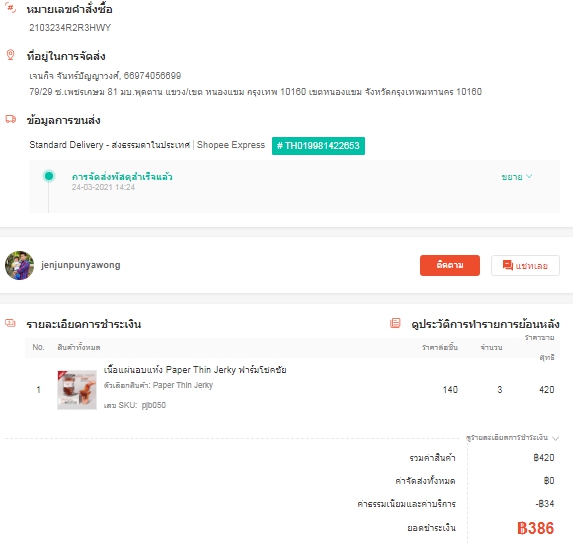 หมายเลขคำสั่งซื้อ
2103234R2R3HWY
ที่อยู่ในการจัดส่ง
เจนกิจ จันทร์ปัญญาวงศ์, 66974056699
79/29 ซ.เพชรเกษม 81 มบ.พุดตาน แขวง/เขต หนองแขม กรุงเทพ 10160 เขตหนองแขม จังหวัดกรุงเทพมหานคร 10160
ข้อมูลการขนส่ง
Standard Delivery - ส่งธรรมดาในประเทศ | Shopee Express # TH019981422653
การจัดส่งพัสดุสำเร็จแล้ว ขยาย
24-03-2021 14:24
jenjunpunyawong ติดตาม แชทเลย
รายละเอียดการชำระเงิน ดูประวัติการทำรายการย้อนหลัง
No. สินค้าทั้งหมด ราคาต่อชิ้น จำนวน ราคาขายสุทธิ
1 เนื้อแผ่นอบแห้ง Paper Thin Jerky ฟาร์มโชคชัย 140 3 420
ตัวเลือกสินค้า: Paper Thin Jerky
เลข SKU: pjb050
ดูรายละเอียดการชำระเงิน
รวมค่าสินค้า ฿420
ค่าจัดส่งทั้งหมด ฿0
ค่าธรรมเนียมและค่าบริการ -฿34
ยอดชำระเงิน ฿386